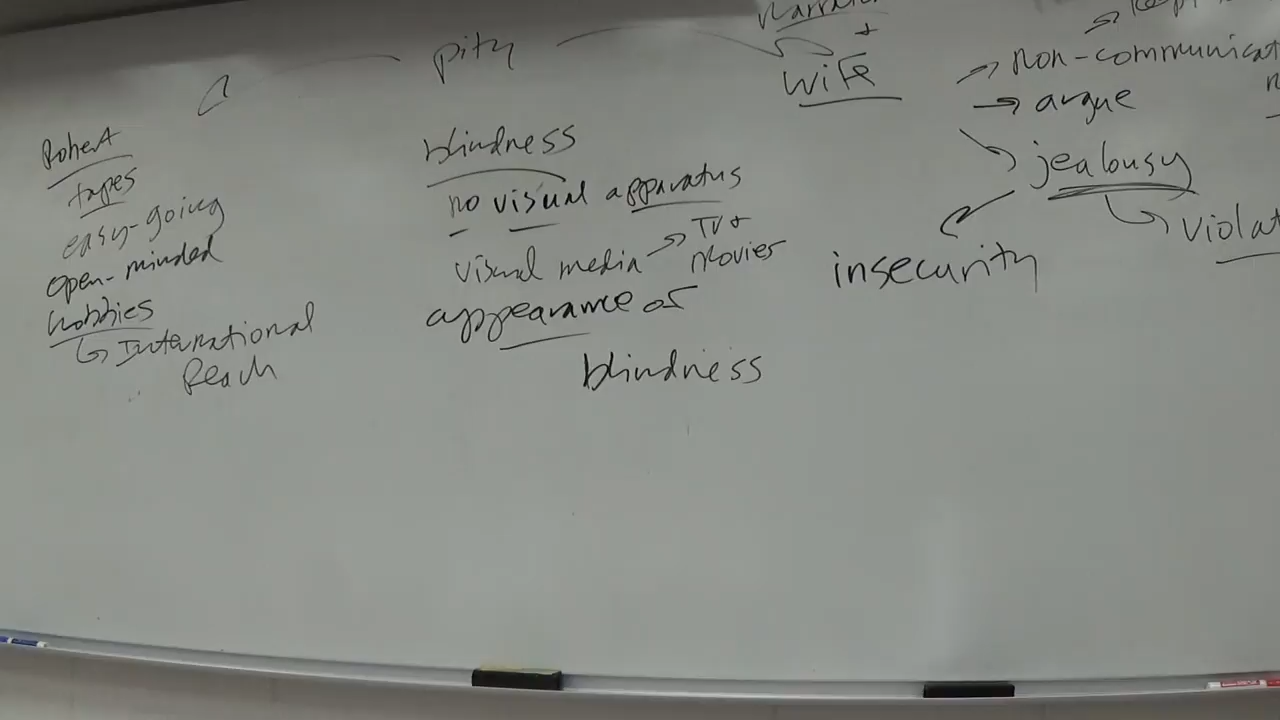 pity
Robert
tapes
easy-going
open-minded
hobbies
International
Reach
blindness
no visual apparatus
visual media → TV +
Movies
appearance of
blindness
+
wife
→ non-communicat
→ argue
jealousy
insecurity
violat